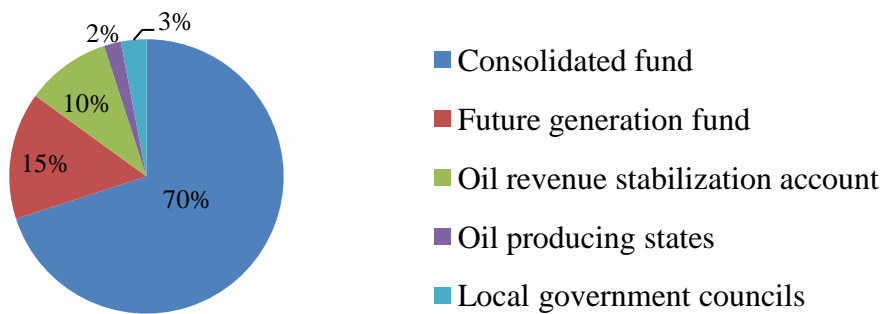 3%
2%
10%
15%
70%
Consolidated fund
Future generation fund
Oil revenue stabilization account
Oil producing states
Local government councils